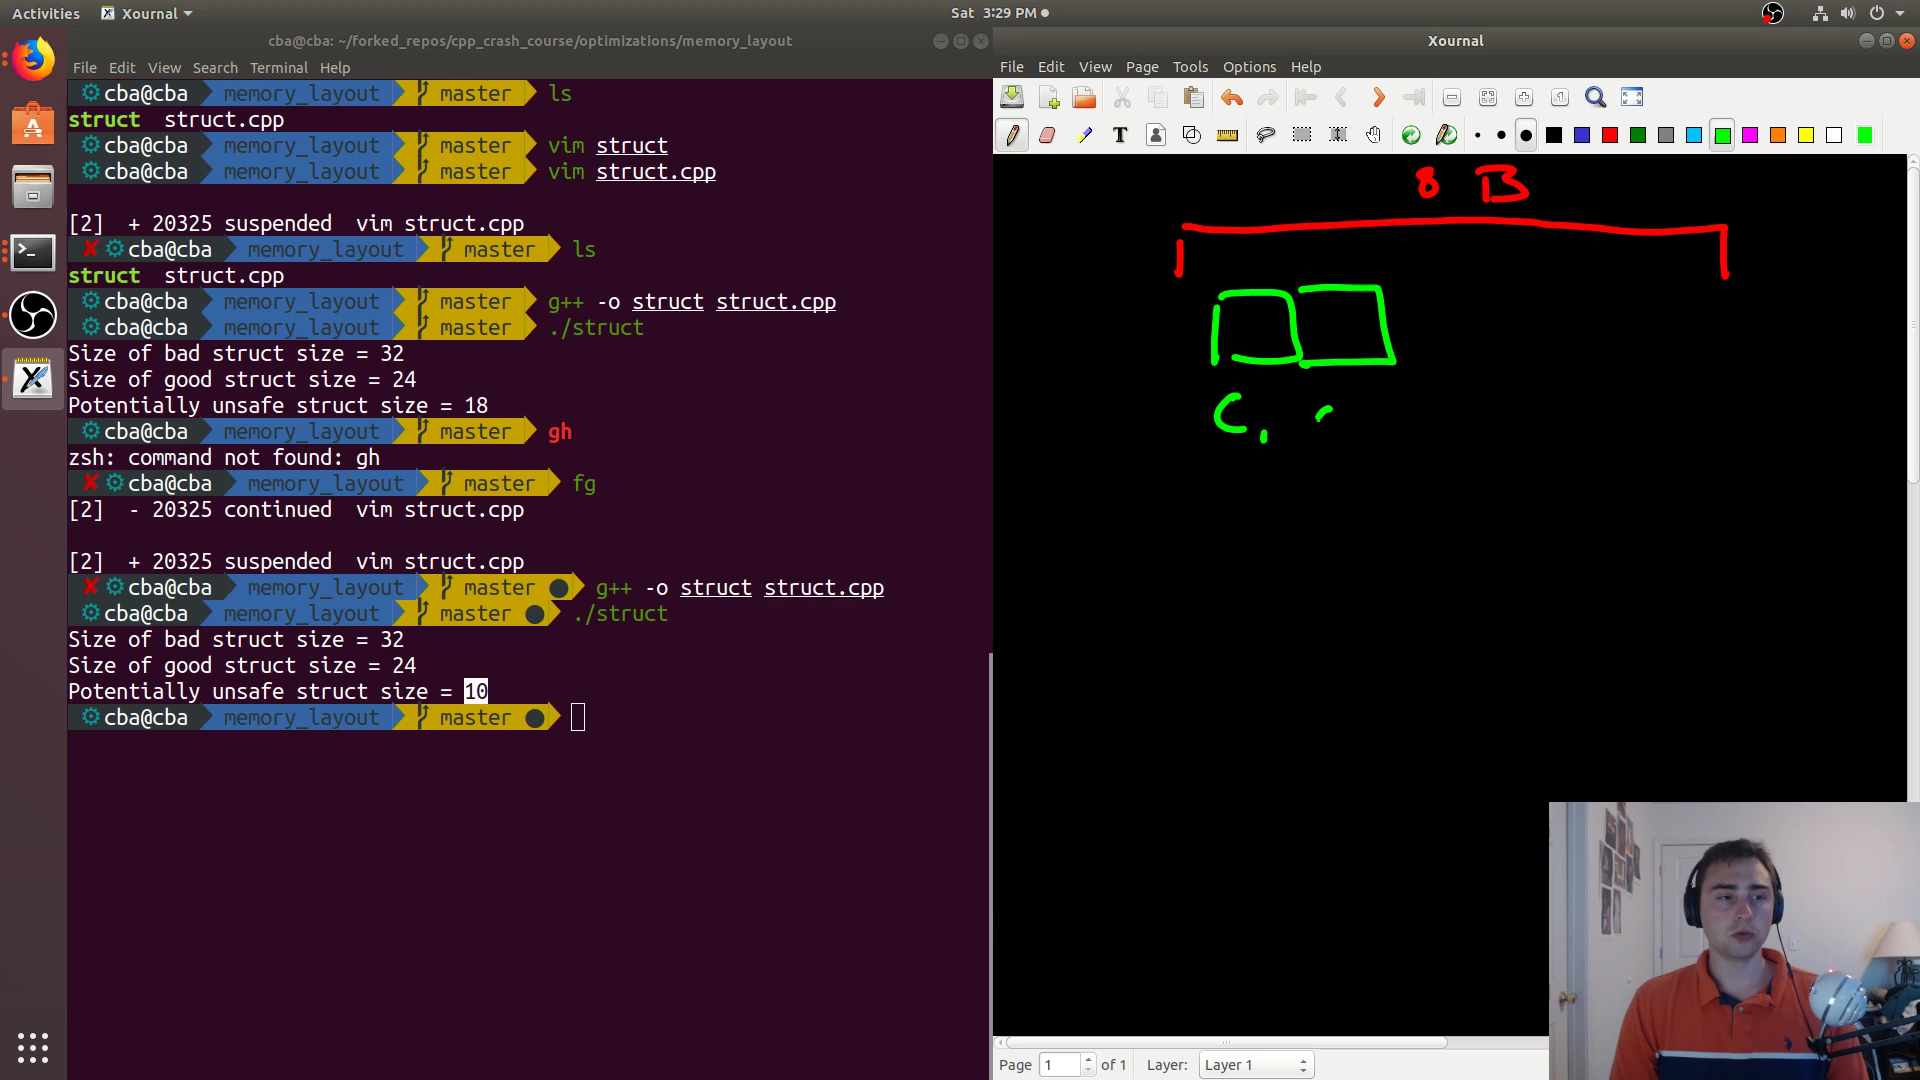 Activities Xournal Sat 3:29 PM
cba@cba: ~/forked_repos/cpp_crash_course/optimizations/memory_layout
File Edit View Search Terminal Help
cba@cba memory_layout master ls
struct struct.cpp
cba@cba memory_layout master vim struct
cba@cba memory_layout master vim struct.cpp
[2] + 20325 suspended vim struct.cpp
✘ cba@cba memory_layout master ls
struct struct.cpp
cba@cba memory_layout master g++ -o struct struct.cpp
cba@cba memory_layout master ./struct
Size of bad struct size = 32
Size of good struct size = 24
Potentially unsafe struct size = 18
cba@cba memory_layout master gh
zsh: command not found: gh
✘ cba@cba memory_layout master fg
[2] - 20325 continued vim struct.cpp
[2] + 20325 suspended vim struct.cpp
✘ cba@cba memory_layout master ● g++ -o struct struct.cpp
cba@cba memory_layout master ● ./struct
Size of bad struct size = 32
Size of good struct size = 24
Potentially unsafe struct size = 10
cba@cba memory_layout master ●
Xournal
File Edit View Page Tools Options Help
T
8 B
C,
Page 1 of 1 Layer: Layer 1